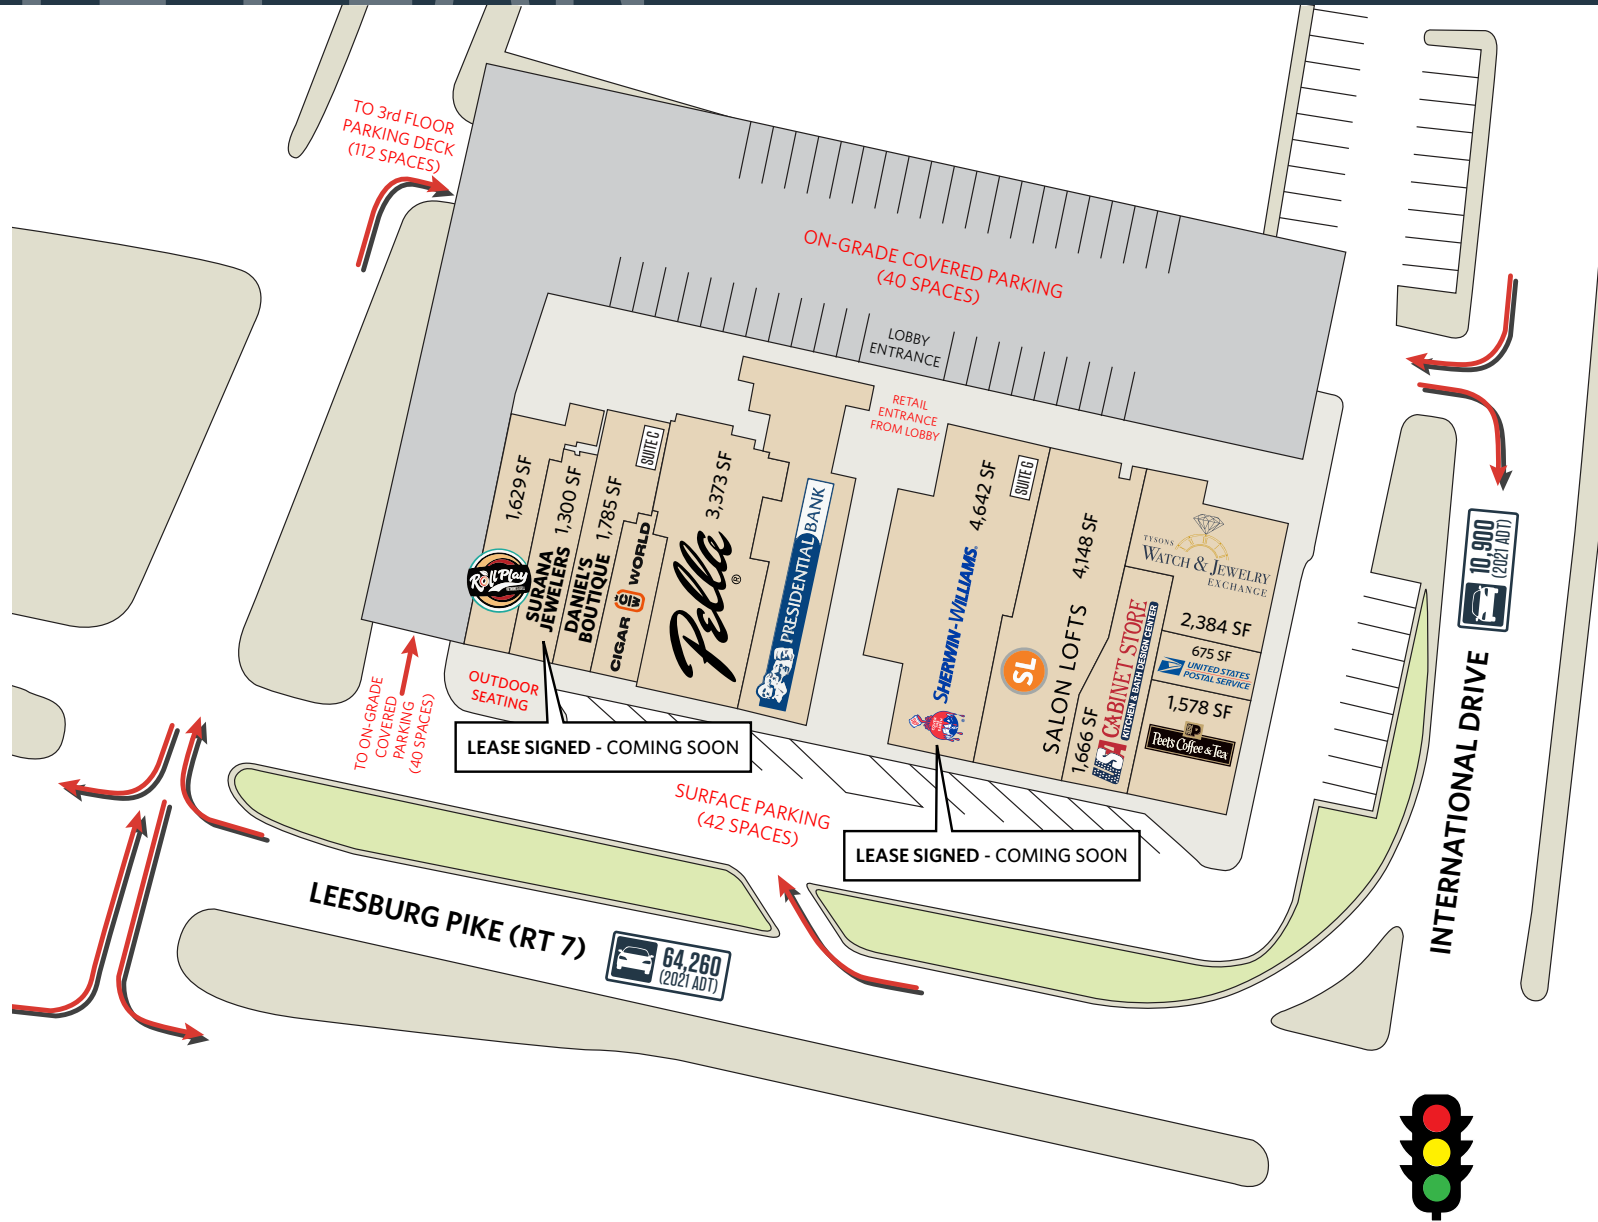 TO 3rd FLOOR
PARKING DECK
(112 SPACES)
ON-GRADE COVERED PARKING
(40 SPACES)
LOBBY
ENTRANCE
RETAIL
ENTRANCE
FROM LOBBY
1,629 SF
Roll Play
SURANA
JEWELERS
1,300 SF
DANIEL'S
BOUTIQUE
1,785 SF
SUITE C
CIGAR CW WORLD
Pella ®
3,373 SF
PRESIDENTIAL BANK
SHERWIN-WILLIAMS.
4,642 SF
SUITE G
SL
SALON LOFTS
4,148 SF
1,666 SF
USA CABINET STORE
KITCHEN & BATH DESIGN CENTER
TYSONS
WATCH & JEWELRY
EXCHANGE
2,384 SF
675 SF
UNITED STATES
POSTAL SERVICE
1,578 SF
Peet's Coffee & Tea
OUTDOOR
SEATING
TO ON-GRADE
COVERED
PARKING
(40 SPACES)
LEASE SIGNED - COMING SOON
SURFACE PARKING
(42 SPACES)
LEASE SIGNED - COMING SOON
LEESBURG PIKE (RT 7)
64,260
(2021 ADT)
10,900
(2021 ADT)
INTERNATIONAL DRIVE